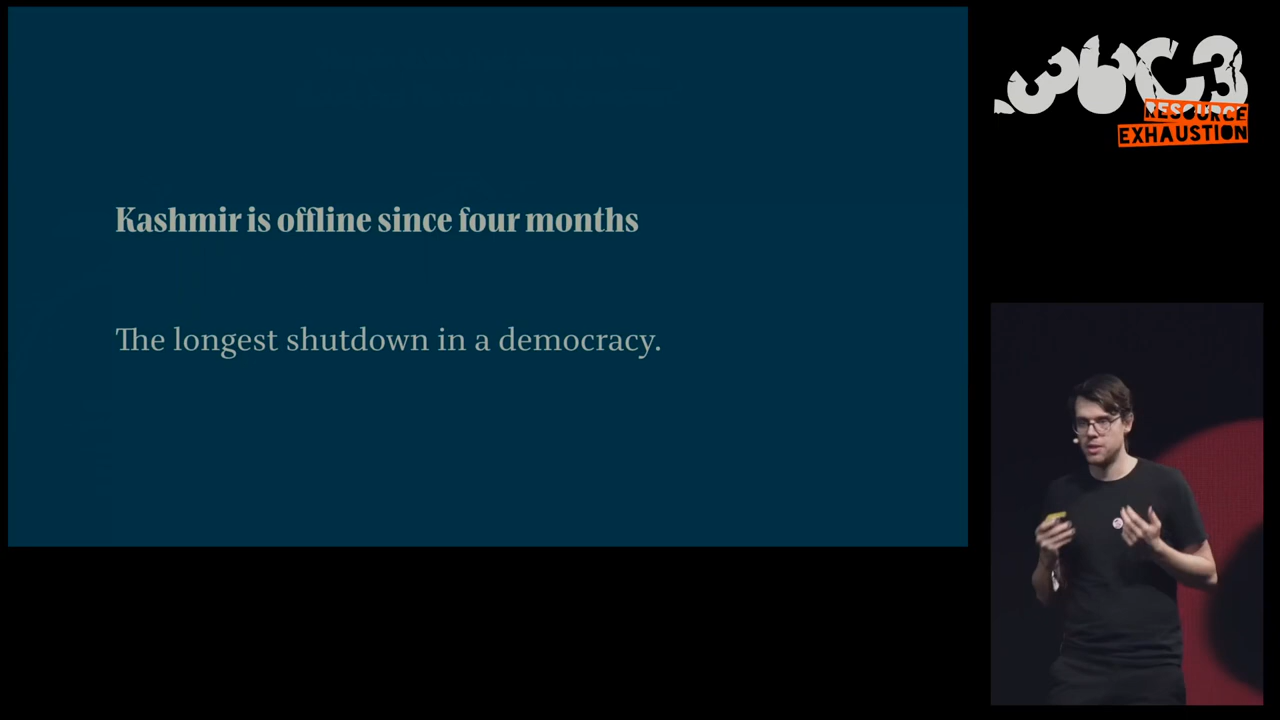 Kashmir is offline since four months
The longest shutdown in a democracy.
36C3
RESOURCE
EXHAUSTION